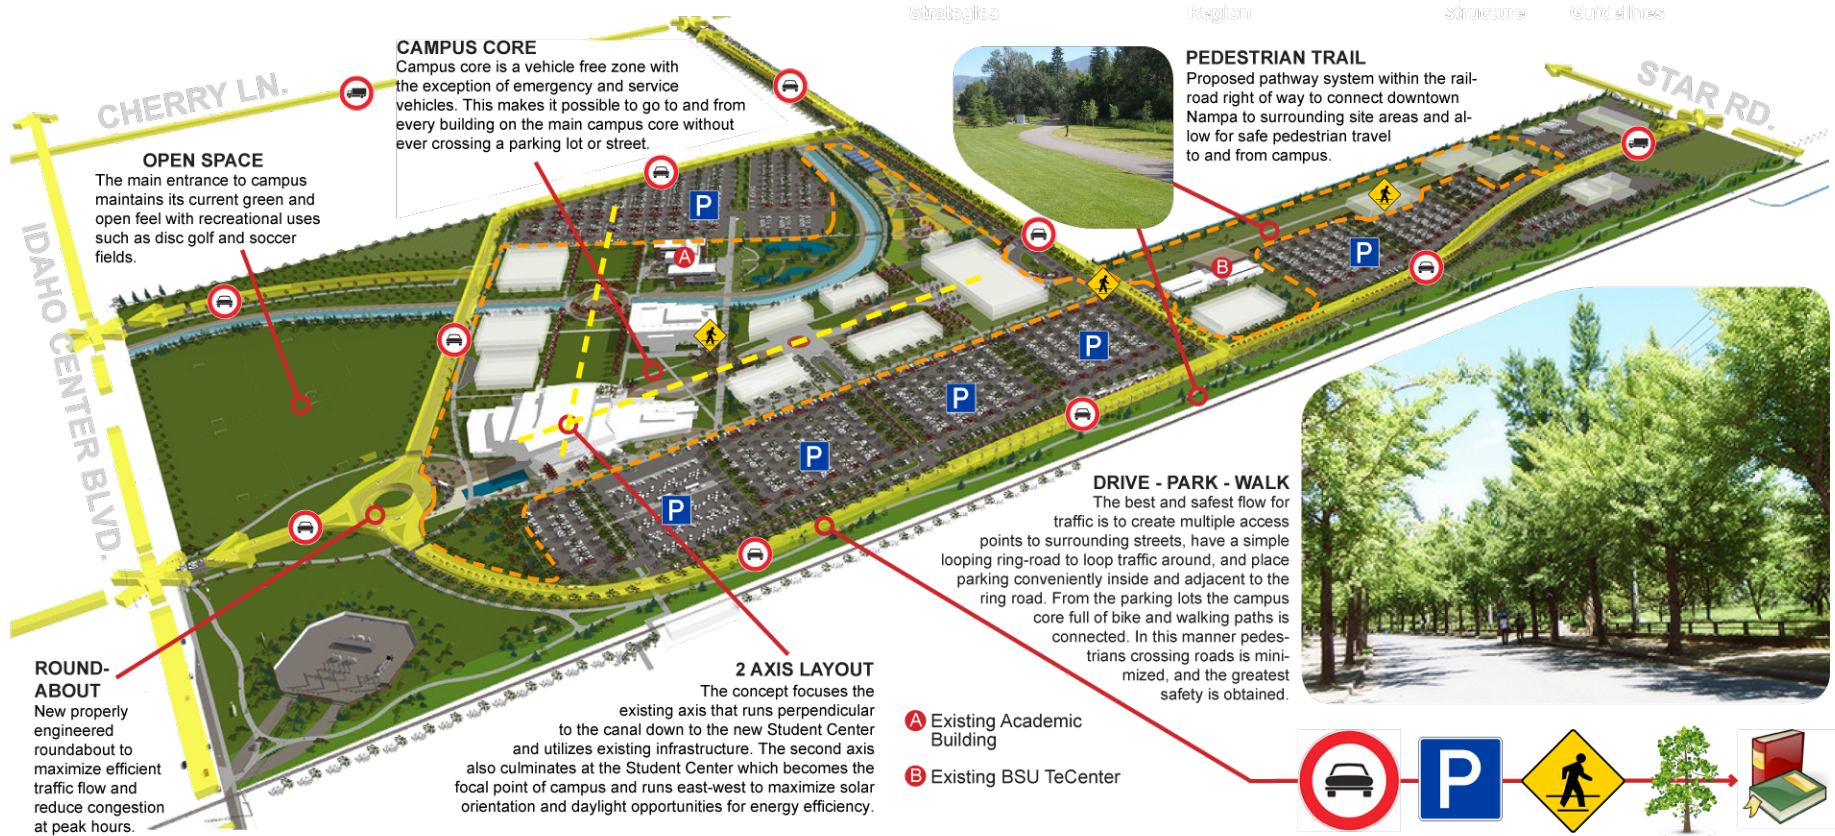 Strategies
Region
Structure
Guidelines
CAMPUS CORE
Campus core is a vehicle free zone with
the exception of emergency and service
vehicles. This makes it possible to go to and from
every building on the main campus core without
ever crossing a parking lot or street.
PEDESTRIAN TRAIL
Proposed pathway system within the rail-
road right of way to connect downtown
Nampa to surrounding site areas and al-
low for safe pedestrian travel
to and from campus.
STAR RD.
CHERRY LN.
OPEN SPACE
The main entrance to campus
maintains its current green and
open feel with recreational uses
such as disc golf and soccer
fields.
IDAHO CENTER BLVD.
P
A
P
B
P
P
P
P
DRIVE - PARK - WALK
The best and safest flow for
traffic is to create multiple access
points to surrounding streets, have a simple
looping ring-road to loop traffic around, and place
parking conveniently inside and adjacent to the
ring road. From the parking lots the campus
core full of bike and walking paths is
connected. In this manner pedes-
trians crossing roads is mini-
mized, and the greatest
safety is obtained.
ROUND-
ABOUT
New properly
engineered
roundabout to
maximize efficient
traffic flow and
reduce congestion
at peak hours.
2 AXIS LAYOUT
The concept focuses the
existing axis that runs perpendicular
to the canal down to the new Student Center
and utilizes existing infrastructure. The second axis
also culminates at the Student Center which becomes the
focal point of campus and runs east-west to maximize solar
orientation and daylight opportunities for energy efficiency.
A Existing Academic
Building
B Existing BSU TeCenter
P